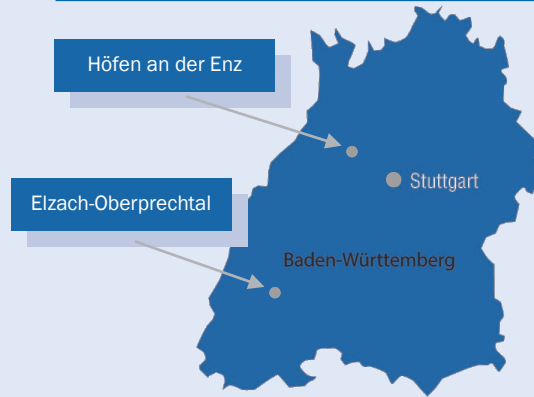 Höfen an der Enz
Stuttgart
Elzach-Oberprechtal
Baden-Württemberg